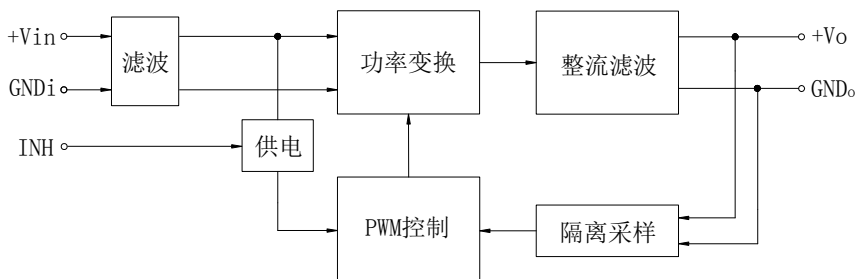 +Vin
滤波
功率变换
整流滤波
+Vo
GNDi
GNDo
INH
供电
PWM控制
隔离采样